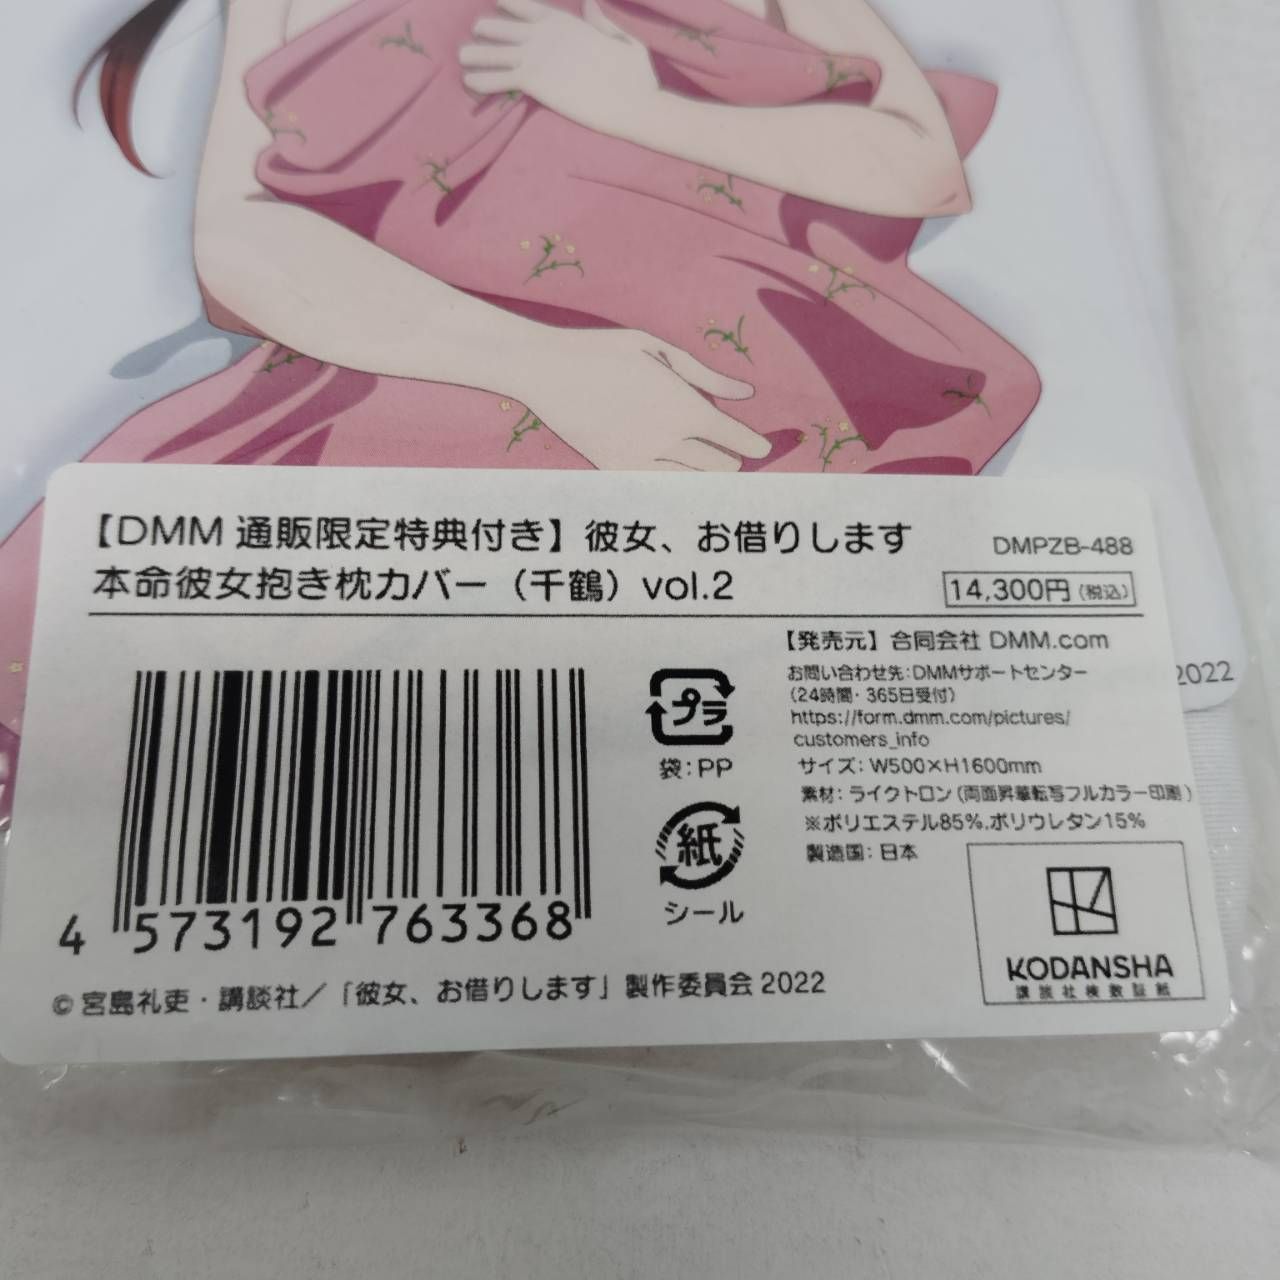 【DMM 通販限定特典付き】彼女、お借りします
本命彼女抱き枕カバー（千鶴）vol.2
DMPZB-488
14,300円（税込）
【発売元】合同会社 DMM.com
お問い合わせ先：DMMサポートセンター
（24時間・365日受付）
https://form.dmm.com/pictures/
customers_info
サイズ：W500×H1600mm
素材：ライクトロン（両面昇華転写フルカラー印刷）
※ポリエステル85%,ポリウレタン15%
製造国：日本
プラ
袋：PP
紙
シール
4 573192 763368
KODANSHA
講談社検数証紙
©宮島礼吏・講談社／「彼女、お借りします」製作委員会 2022
2022